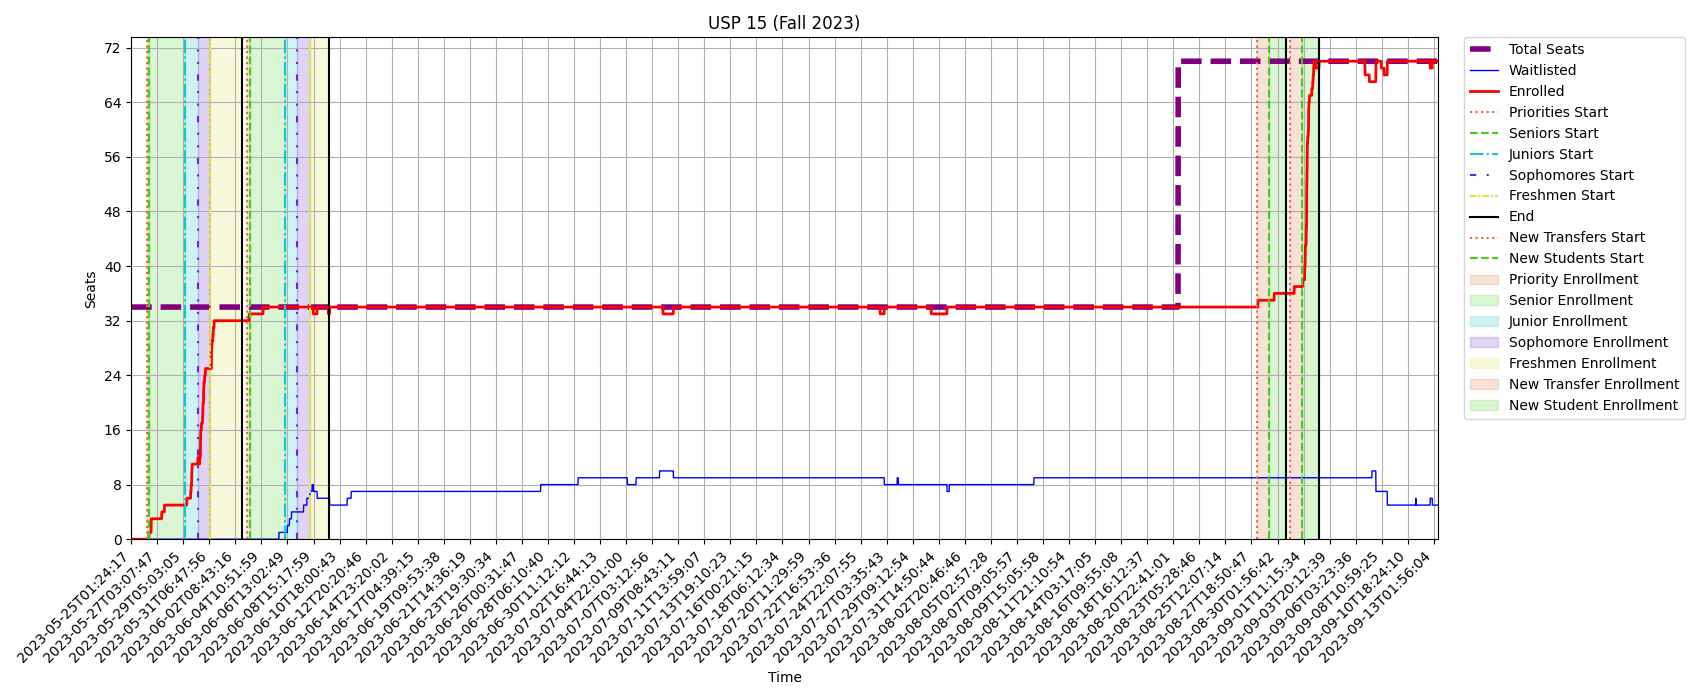 USP 15 (Fall 2023)
Seats
72
64
56
48
40
32
24
16
8
0
2023-05-25T01:24:17
2023-05-27T03:07:47
2023-05-29T05:03:05
2023-05-31T06:47:56
2023-06-02T08:43:16
2023-06-04T10:51:59
2023-06-06T13:02:49
2023-06-08T15:17:59
2023-06-10T18:00:43
2023-06-12T20:20:46
2023-06-14T23:20:02
2023-06-17T04:39:15
2023-06-19T09:53:38
2023-06-21T14:36:19
2023-06-23T19:30:34
2023-06-26T00:31:47
2023-06-28T06:10:40
2023-06-30T11:12:12
2023-07-02T16:44:13
2023-07-04T22:01:00
2023-07-07T03:12:56
2023-07-09T08:43:11
2023-07-11T13:59:07
2023-07-13T19:10:23
2023-07-16T00:21:15
2023-07-18T06:12:34
2023-07-20T11:29:59
2023-07-22T16:53:36
2023-07-24T22:07:55
2023-07-27T03:35:43
2023-07-29T09:12:54
2023-07-31T14:50:44
2023-08-02T20:46:46
2023-08-05T02:57:28
2023-08-07T09:05:57
2023-08-09T15:05:58
2023-08-11T21:10:54
2023-08-14T03:17:05
2023-08-16T09:55:08
2023-08-18T16:12:37
2023-08-20T22:41:01
2023-08-23T05:28:46
2023-08-25T12:07:14
2023-08-27T18:50:47
2023-08-30T01:56:42
2023-09-01T11:15:34
2023-09-03T20:12:39
2023-09-06T03:23:36
2023-09-08T10:59:25
2023-09-10T18:24:10
2023-09-13T01:56:04
Time
Total Seats
Waitlisted
Enrolled
Priorities Start
Seniors Start
Juniors Start
Sophomores Start
Freshmen Start
End
New Transfers Start
New Students Start
Priority Enrollment
Senior Enrollment
Junior Enrollment
Sophomore Enrollment
Freshmen Enrollment
New Transfer Enrollment
New Student Enrollment